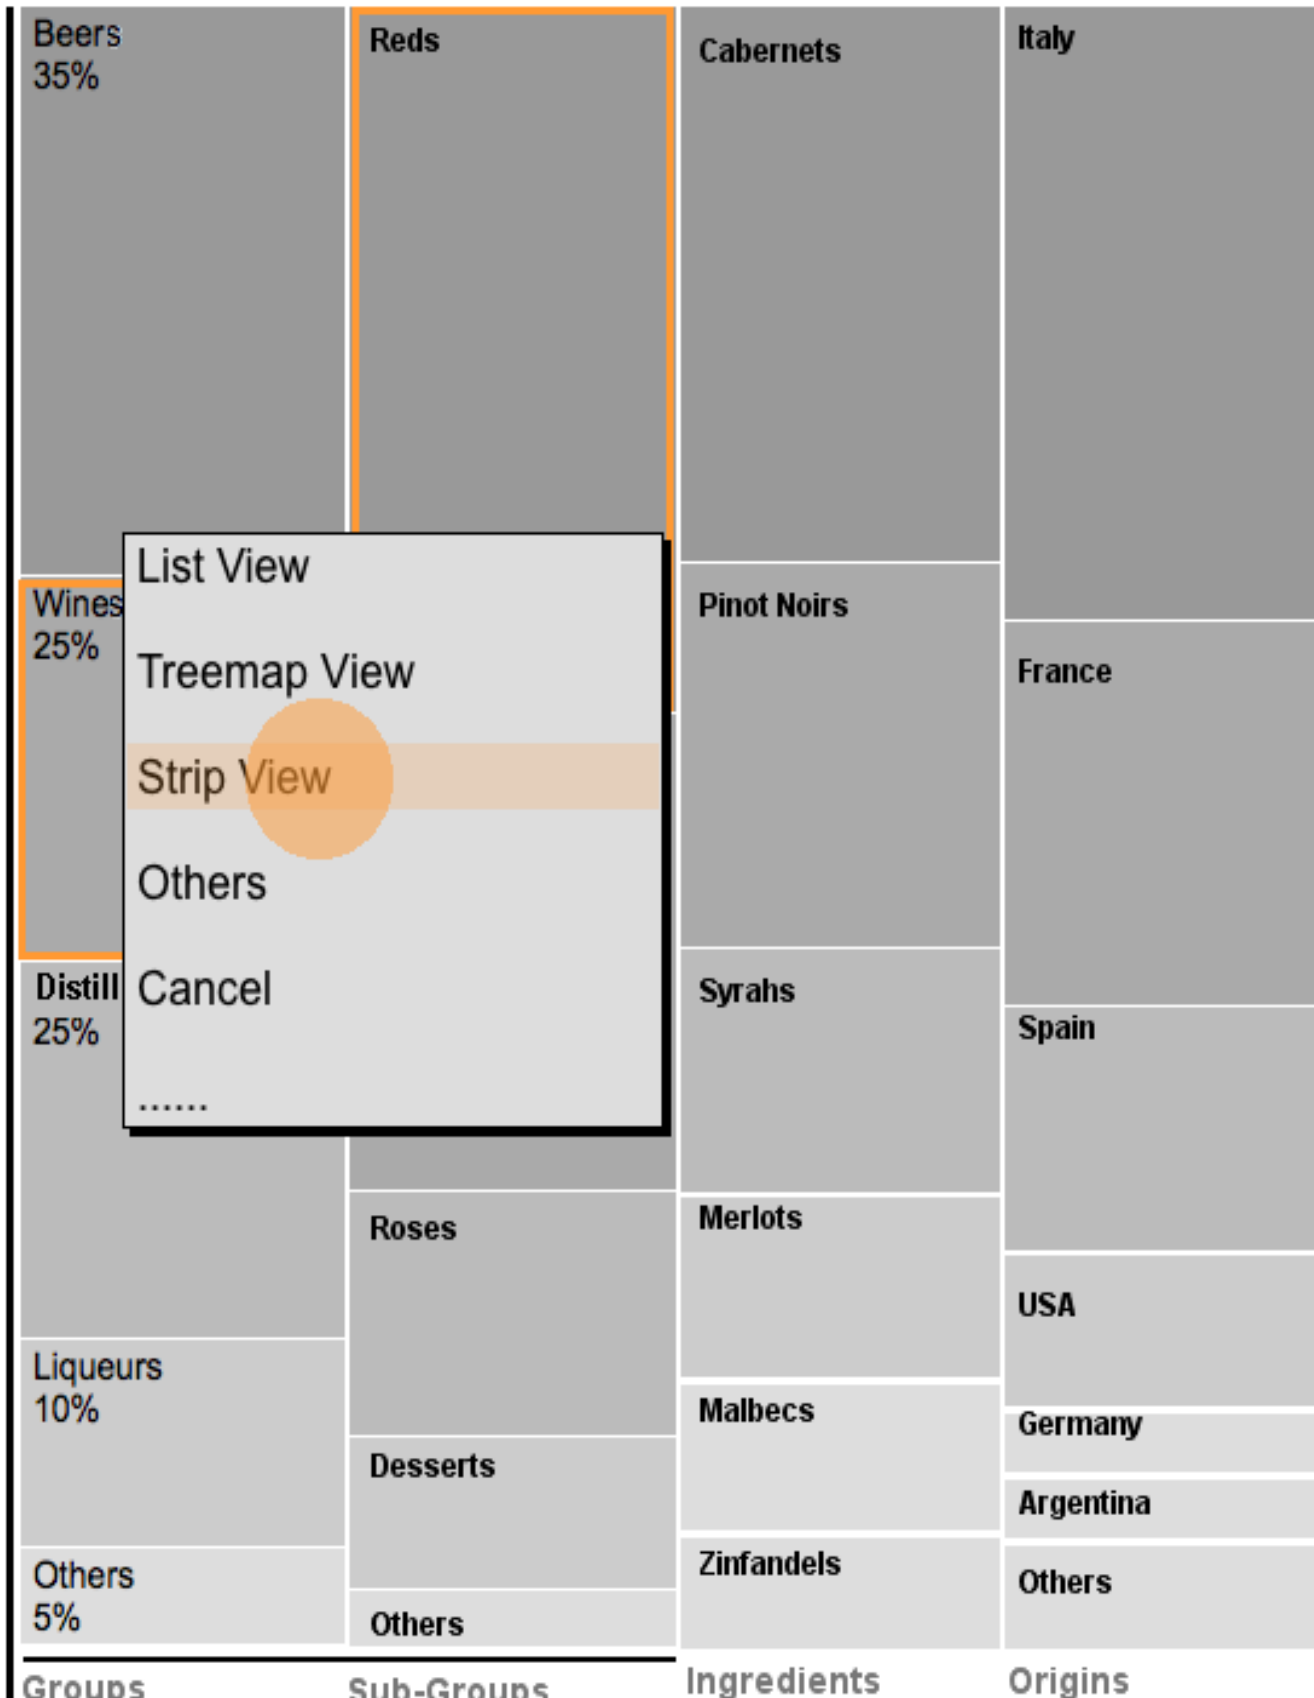 Beers
35%
Wines
25%
Distill
25%
Liqueurs
10%
Others
5%
Groups
Reds
Roses
Desserts
Others
Sub-Groups
List View
Treemap View
Strip View
Others
Cancel
......
Cabernets
Pinot Noirs
Syrahs
Merlots
Malbecs
Zinfandels
Ingredients
Italy
France
Spain
USA
Germany
Argentina
Others
Origins